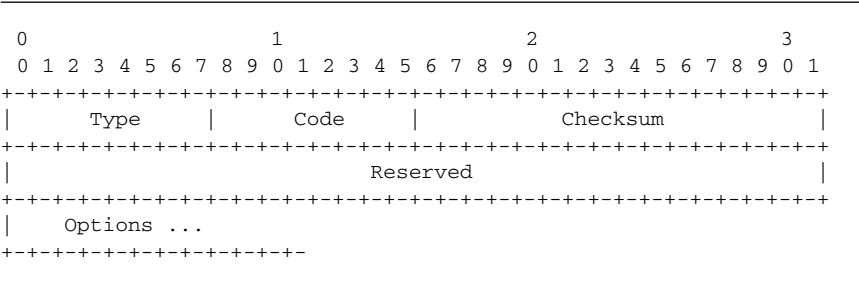 0                   1                   2                   3
0 1 2 3 4 5 6 7 8 9 0 1 2 3 4 5 6 7 8 9 0 1 2 3 4 5 6 7 8 9 0 1
+-+-+-+-+-+-+-+-+-+-+-+-+-+-+-+-+-+-+-+-+-+-+-+-+-+-+-+-+-+-+-+-+
|     Type      |     Code      |          Checksum             |
+-+-+-+-+-+-+-+-+-+-+-+-+-+-+-+-+-+-+-+-+-+-+-+-+-+-+-+-+-+-+-+-+
|                           Reserved                            |
+-+-+-+-+-+-+-+-+-+-+-+-+-+-+-+-+-+-+-+-+-+-+-+-+-+-+-+-+-+-+-+-+
|    Options ...
+-+-+-+-+-+-+-+-+-+-+-+-